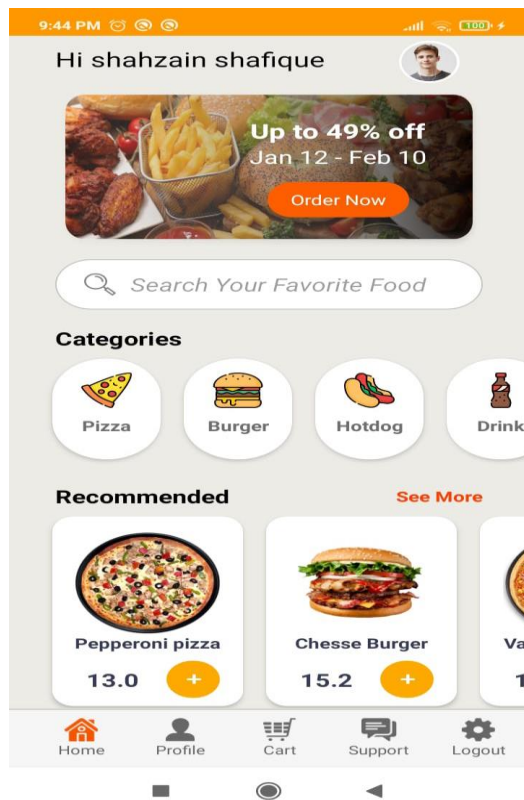 9:44 PM 100
Hi shahzain shafique
Up to 49% off
Jan 12 - Feb 10
Order Now
Search Your Favorite Food
Categories
Pizza Burger Hotdog Drink
Recommended See More
Pepperoni pizza Chesse Burger Va
13.0 + 15.2 + 1
Home Profile Cart Support Logout